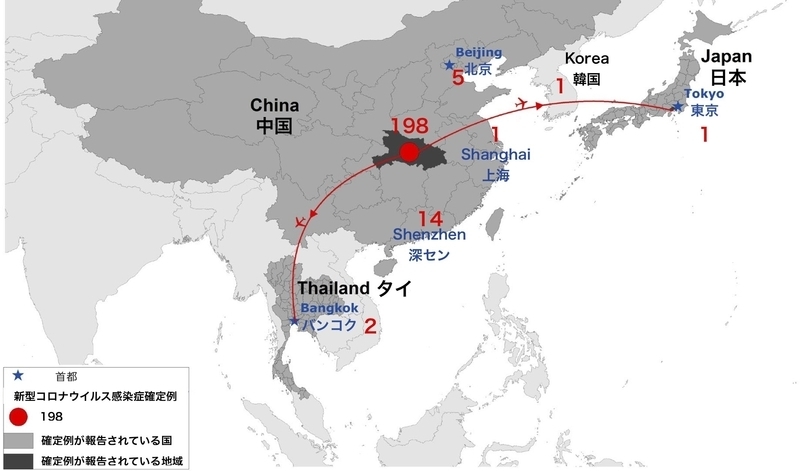 Beijing
北京
5
Korea
韓国
1
Japan
日本
Tokyo
東京
1
China
中国
198
1
Shanghai
上海
14
Shenzhen
深セン
Thailand タイ
Bangkok
バンコク
2
首都
新型コロナウイルス感染症確定例
198
確定例が報告されている国
確定例が報告されている地域